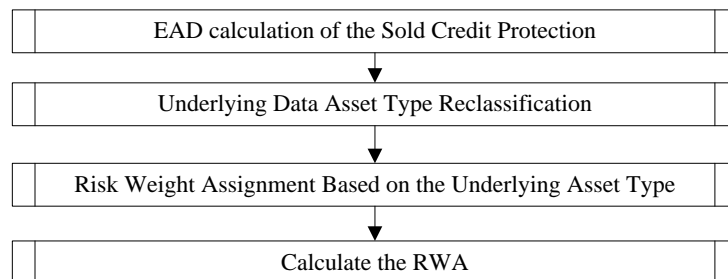 EAD calculation of the Sold Credit Protection
Underlying Data Asset Type Reclassification
Risk Weight Assignment Based on the Underlying Asset Type
Calculate the RWA